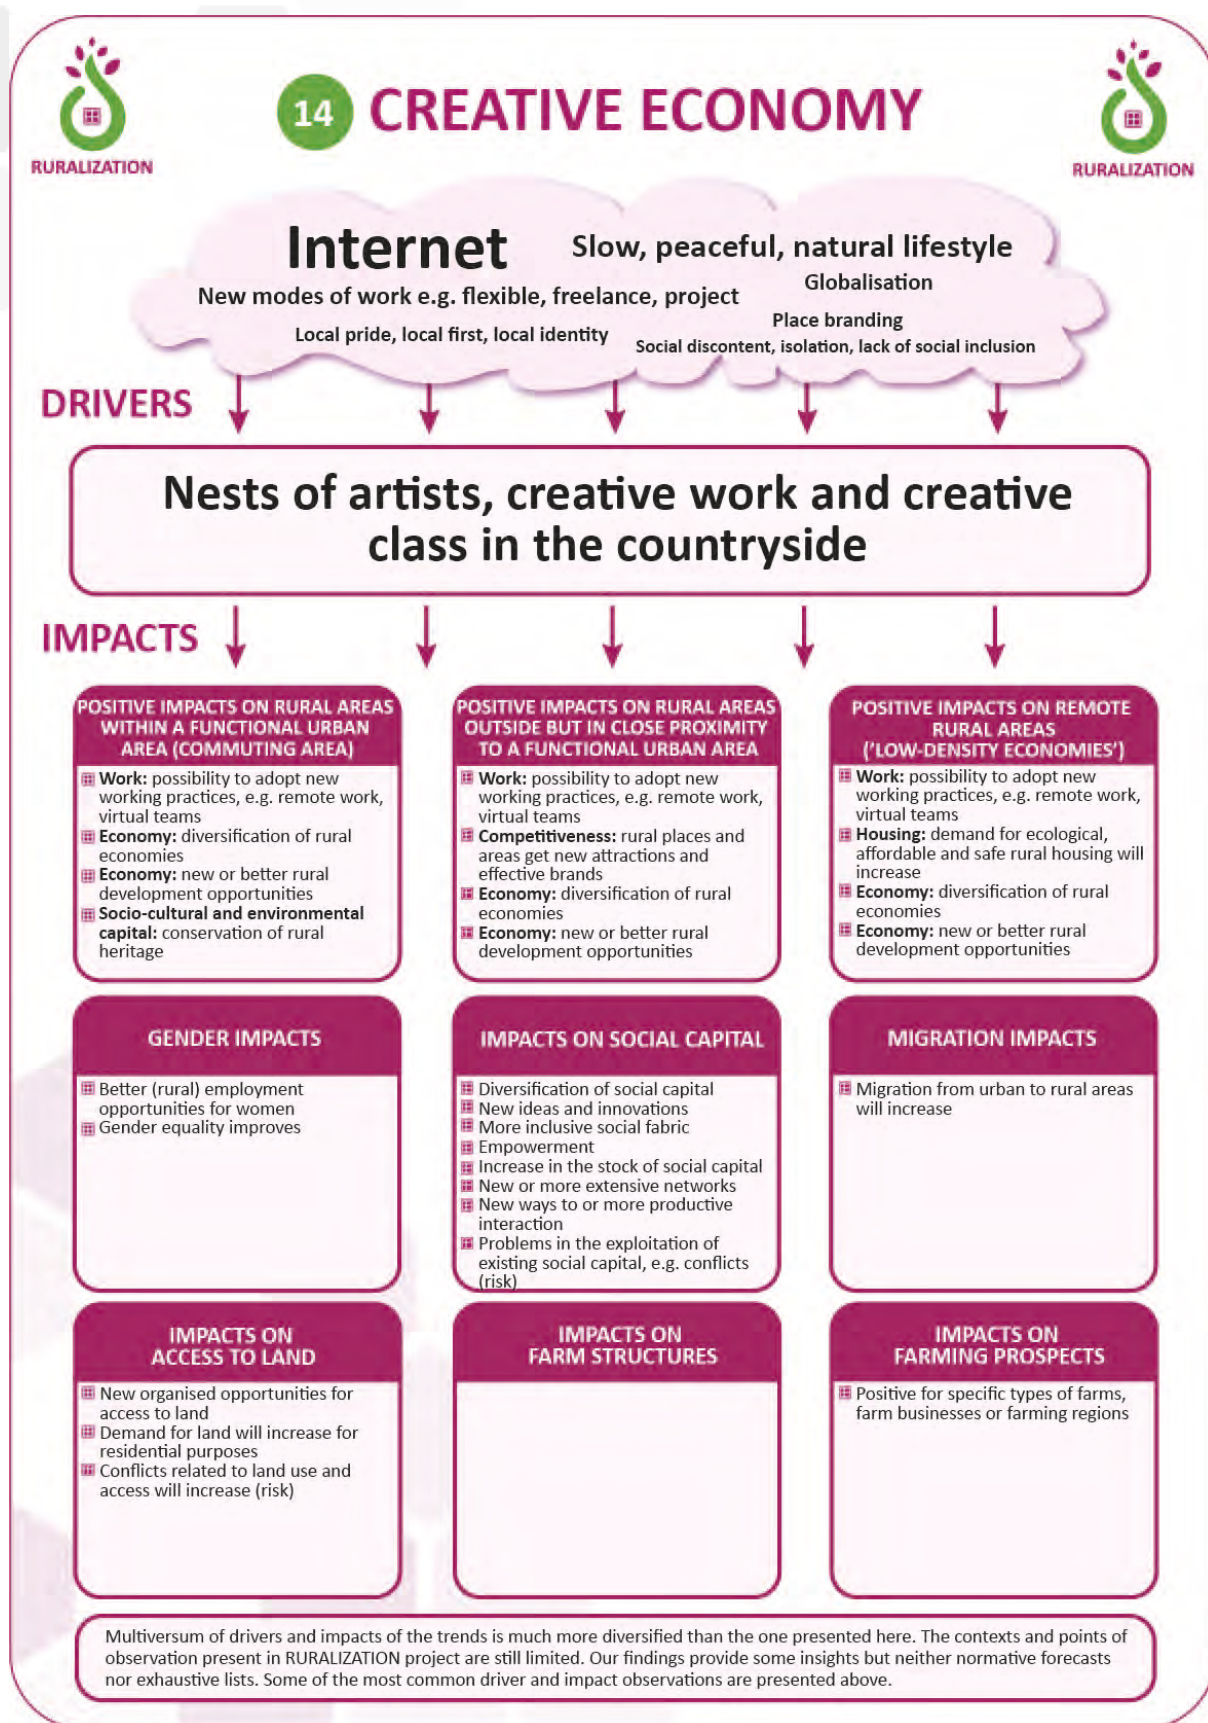 RURALIZATION
14 CREATIVE ECONOMY
RURALIZATION
Internet
Slow, peaceful, natural lifestyle
Globalisation
New modes of work e.g. flexible, freelance, project
Place branding
Local pride, local first, local identity
Social discontent, isolation, lack of social inclusion
DRIVERS
Nests of artists, creative work and creative
class in the countryside
IMPACTS
POSITIVE IMPACTS ON RURAL AREAS
WITHIN A FUNCTIONAL URBAN
AREA (COMMUTING AREA)
Work: possibility to adopt new
working practices, e.g. remote work,
virtual teams
Economy: diversification of rural
economies
Economy: new or better rural
development opportunities
Socio-cultural and environmental
capital: conservation of rural
heritage
POSITIVE IMPACTS ON RURAL AREAS
OUTSIDE BUT IN CLOSE PROXIMITY
TO A FUNCTIONAL URBAN AREA
Work: possibility to adopt new
working practices, e.g. remote work,
virtual teams
Competitiveness: rural places and
areas get new attractions and
effective brands
Economy: diversification of rural
economies
Economy: new or better rural
development opportunities
POSITIVE IMPACTS ON REMOTE
RURAL AREAS
('LOW-DENSITY ECONOMIES')
Work: possibility to adopt new
working practices, e.g. remote work,
virtual teams
Housing: demand for ecological,
affordable and safe rural housing will
increase
Economy: diversification of rural
economies
Economy: new or better rural
development opportunities
GENDER IMPACTS
Better (rural) employment
opportunities for women
Gender equality improves
IMPACTS ON SOCIAL CAPITAL
Diversification of social capital
New ideas and innovations
More inclusive social fabric
Empowerment
Increase in the stock of social capital
New or more extensive networks
New ways to or more productive
interaction
Problems in the exploitation of
existing social capital, e.g. conflicts
(risk)
MIGRATION IMPACTS
Migration from urban to rural areas
will increase
IMPACTS ON
ACCESS TO LAND
New organised opportunities for
access to land
Demand for land will increase for
residential purposes
Conflicts related to land use and
access will increase (risk)
IMPACTS ON
FARM STRUCTURES
IMPACTS ON
FARMING PROSPECTS
Positive for specific types of farms,
farm businesses or farming regions
Multiversum of drivers and impacts of the trends is much more diversified than the one presented here. The contexts and points of
observation present in RURALIZATION project are still limited. Our findings provide some insights but neither normative forecasts
nor exhaustive lists. Some of the most common driver and impact observations are presented above.